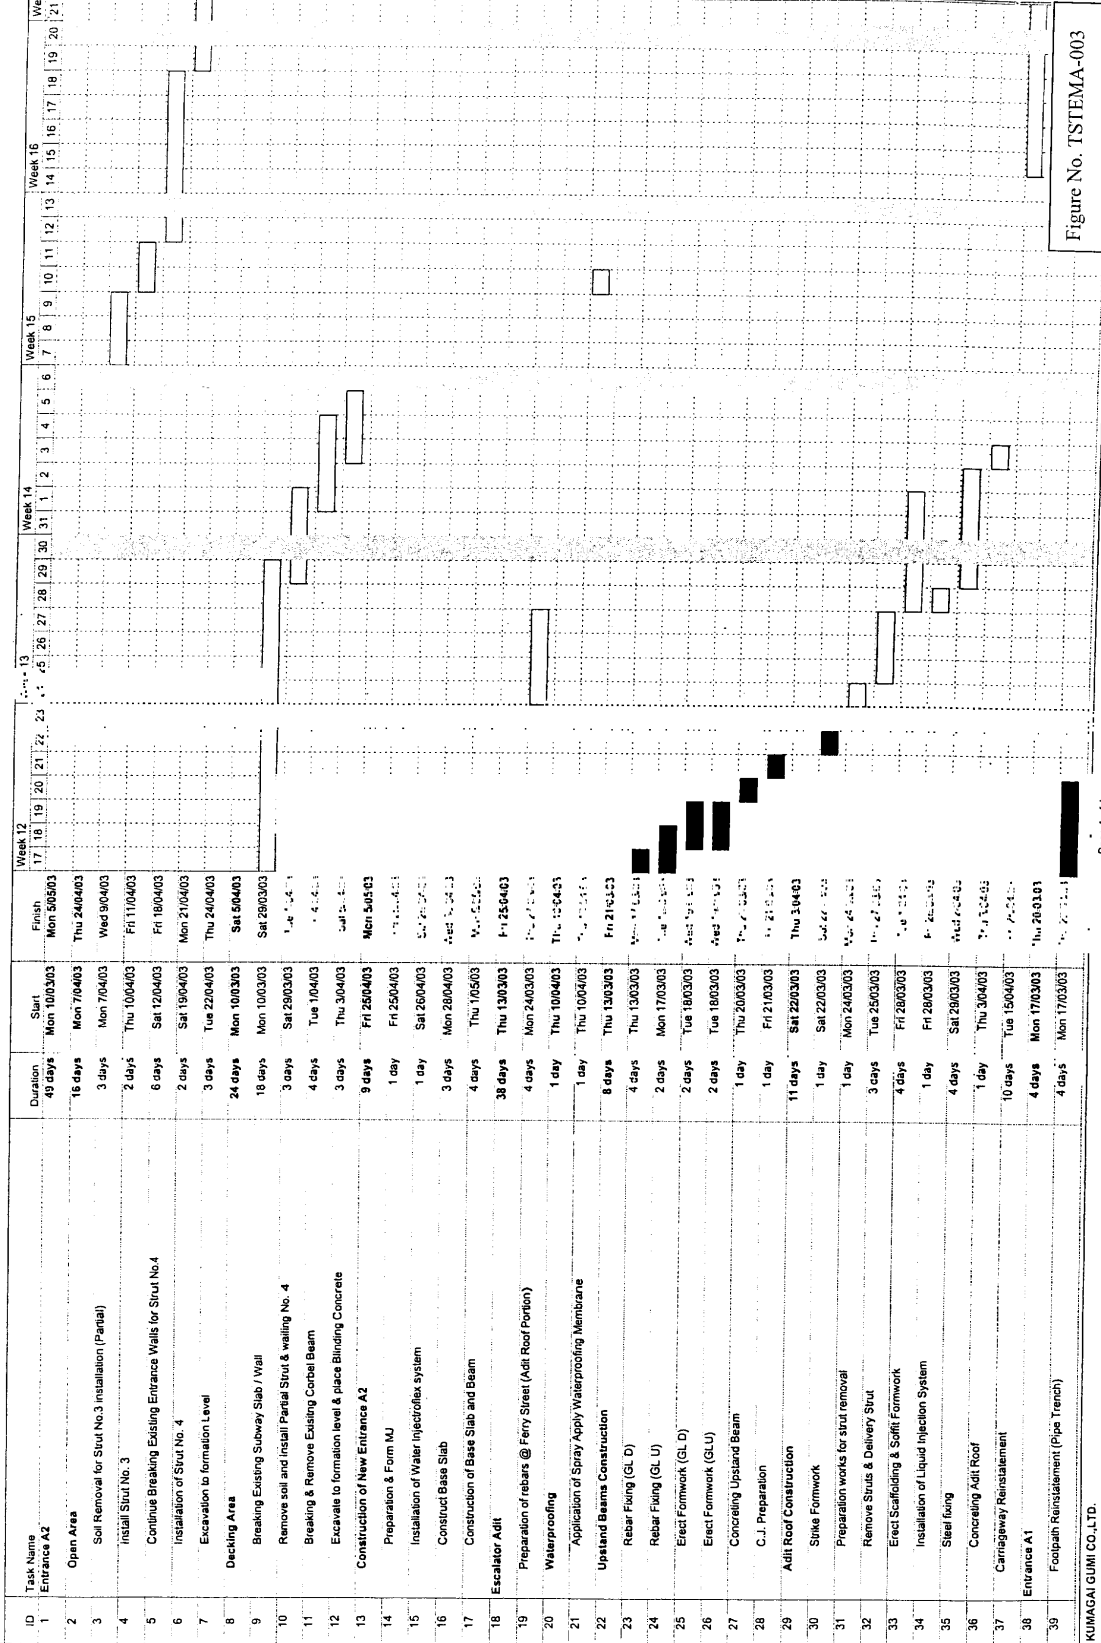 ID Task Name Duration Start Finish
Week 12 13 Week 14 Week 15 Week 16
17 18 19 20 21 22 23 25 26 27 28 29 30 31 1 2 3 4 5 6 7 8 9 10 11 12 13 14 15 16 17 18 19 20 21
1 Entrance A2 49 days Mon 10/03/03 Mon 5/05/03
2 Open Area 16 days Mon 7/04/03 Thu 24/04/03
3 Soil Removal for Strut No.3 installation (Partial) 3 days Mon 7/04/03 Wed 9/04/03
4 Install Strut No. 3 2 days Thu 10/04/03 Fri 11/04/03
5 Continue Breaking Existing Entrance Walls for Strut No.4 6 days Sat 12/04/03 Fri 18/04/03
6 Installation of Strut No. 4 2 days Sat 19/04/03 Mon 21/04/03
7 Excavation to formation Level 3 days Tue 22/04/03 Thu 24/04/03
8 Decking Area 24 days Mon 10/03/03 Sat 5/04/03
9 Breaking Existing Subway Slab / Wall 18 days Mon 10/03/03 Sat 29/03/03
10 Remove soil and Install Partial Strut & wailing No. 4 3 days Sat 29/03/03
11 Breaking & Remove Exisitng Corbel Beam 4 days Tue 1/04/03
12 Excavate to formation level & place Blinding Concrete 3 days Thu 3/04/03
13 Construction of New Entrance A2 9 days Fri 25/04/03 Mon 5/05/03
14 Preparation & Form MJ 1 day Fri 25/04/03
15 Installation of Water Injectroflex system 1 day Sat 26/04/03
16 Construct Base Slab 3 days Mon 28/04/03
17 Construction of Base Slab and Beam 4 days Thu 1/05/03
18 Escalator Adit 38 days Thu 13/03/03 Fri 25/04/03
19 Preparation of rebars @ Ferry Street (Adit Roof Portion) 4 days Mon 24/03/03
20 Waterproofing 1 day Thu 10/04/03 Thu 10/04/03
21 Application of Spray Apply Waterproofing Membrane 1 day Thu 10/04/03
22 Upstand Beams Construction 8 days Thu 13/03/03 Fri 21/03/03
23 Rebar Fixing (GL D) 4 days Thu 13/03/03
24 Rebar Fixing (GL U) 2 days Mon 17/03/03
25 Erect Formwork (GL D) 2 days Tue 18/03/03
26 Erect Formwork (GLU) 2 days Tue 18/03/03
27 Concreting Upstand Beam 1 day Thu 20/03/03
28 C.J. Preparation 1 day Fri 21/03/03
29 Adit Roof Construction 11 days Sat 22/03/03 Thu 3/04/03
30 Strike Formwork 1 day Sat 22/03/03
31 Preparation works for strut removal 1 day Mon 24/03/03
32 Remove Struts & Delivery Strut 3 days Tue 25/03/03
33 Erect Scaffolding & Soffit Formwork 4 days Fri 28/03/03
34 Installation of Liquid Injection System 1 day Fri 28/03/03
35 Steel fixing 4 days Sat 29/03/03
36 Concreting Adit Roof 1 day Thu 3/04/03
37 Carriageway Reinstatement 10 days Tue 15/04/03
38 Entrance A1 4 days Mon 17/03/03 Thu 20/03/03
39 Footpath Reinstatement (Pipe Trench) 4 days Mon 17/03/03
KUMAGAI GUMI CO.,LTD.
Figure No. TSTEMA-003